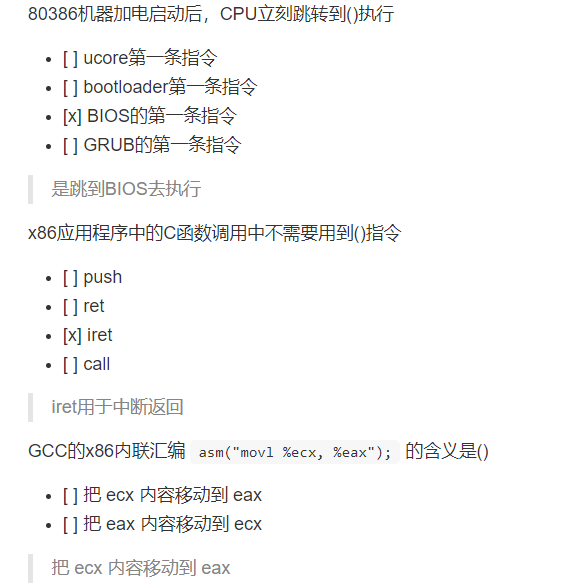 80386机器加电启动后，CPU立刻跳转到()执行
[ ] ucore第一条指令
[ ] bootloader第一条指令
[x] BIOS的第一条指令
[ ] GRUB的第一条指令
是跳到BIOS去执行
x86应用程序中的C函数调用中不需要用到()指令
[ ] push
[ ] ret
[x] iret
[ ] call
iret用于中断返回
GCC的x86内联汇编 asm("movl %ecx, %eax"); 的含义是()
[ ] 把 ecx 内容移动到 eax
[ ] 把 eax 内容移动到 ecx
把 ecx 内容移动到 eax